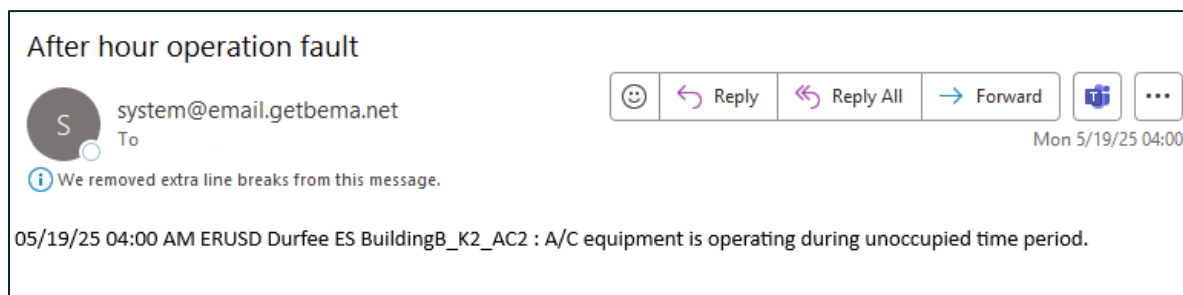 After hour operation fault
S
system@email.getbema.net
To
Reply
Reply All
Forward
Mon 5/19/25 04:00
We removed extra line breaks from this message.
05/19/25 04:00 AM ERUSD Durfee ES BuildingB_K2_AC2 : A/C equipment is operating during unoccupied time period.